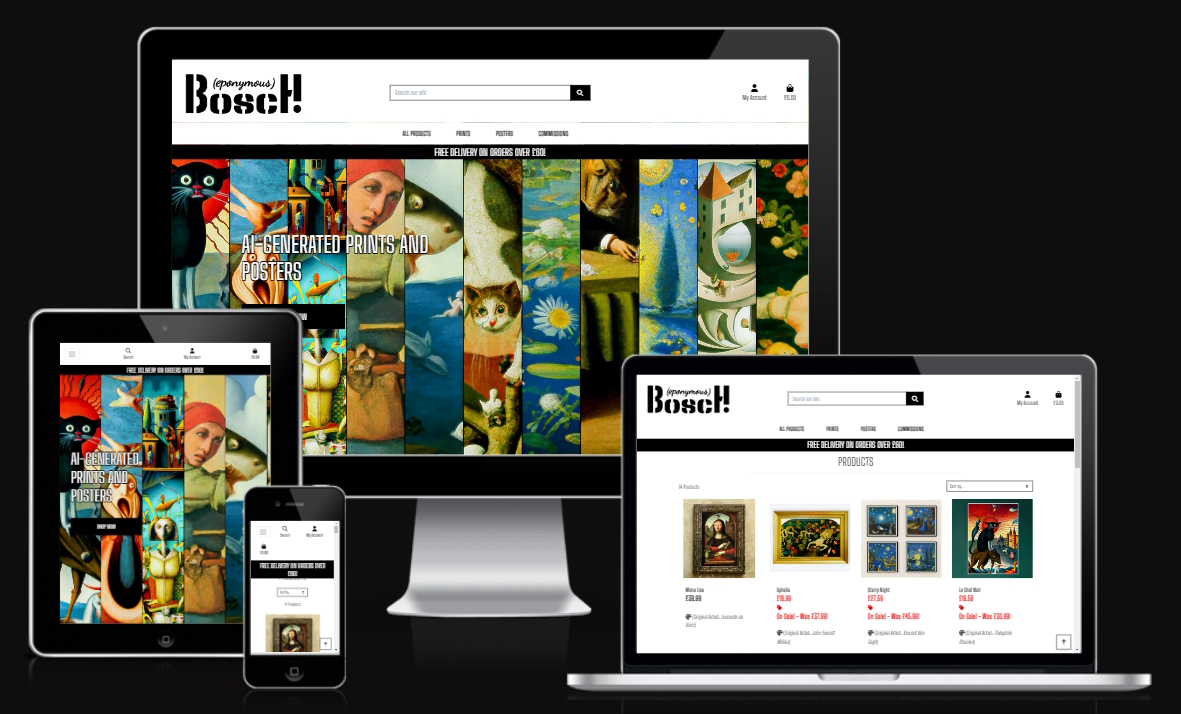 (eponymous)
BoscH!
Search our site
My Account
£0.00
ALL PRODUCTS PRINTS POSTERS COMMISSIONS
FREE DELIVERY ON ORDERS OVER £60!
AI-GENERATED PRINTS AND
POSTERS
Search
My Account
FREE DELIVERY ON ORDERS OVER £60!
AI-GENERATED
PRINTS AND
POSTERS
SHOP NOW
Search
My Account
FREE DELIVERY ON ORDERS OVER
£60!
Sort by...
14 Products
(eponymous)
BoscH!
Search our site
My Account
£0.00
ALL PRODUCTS PRINTS POSTERS COMMISSIONS
FREE DELIVERY ON ORDERS OVER £60!
PRODUCTS
14 Products
Sort by...
Mona Lisa
£39.99
(Original Artist: Leonardo da
Vinci)
Ophelia
£18.99
On Sale! - Was £37.99!
(Original Artist: John Everett
Millais)
Starry Night
£27.59
On Sale! - Was £45.99!
(Original Artist: Vincent Van
Gogh)
Le Chat Noir
£18.59
On Sale! - Was £30.99!
(Original Artist: Théophile
Steinlen)